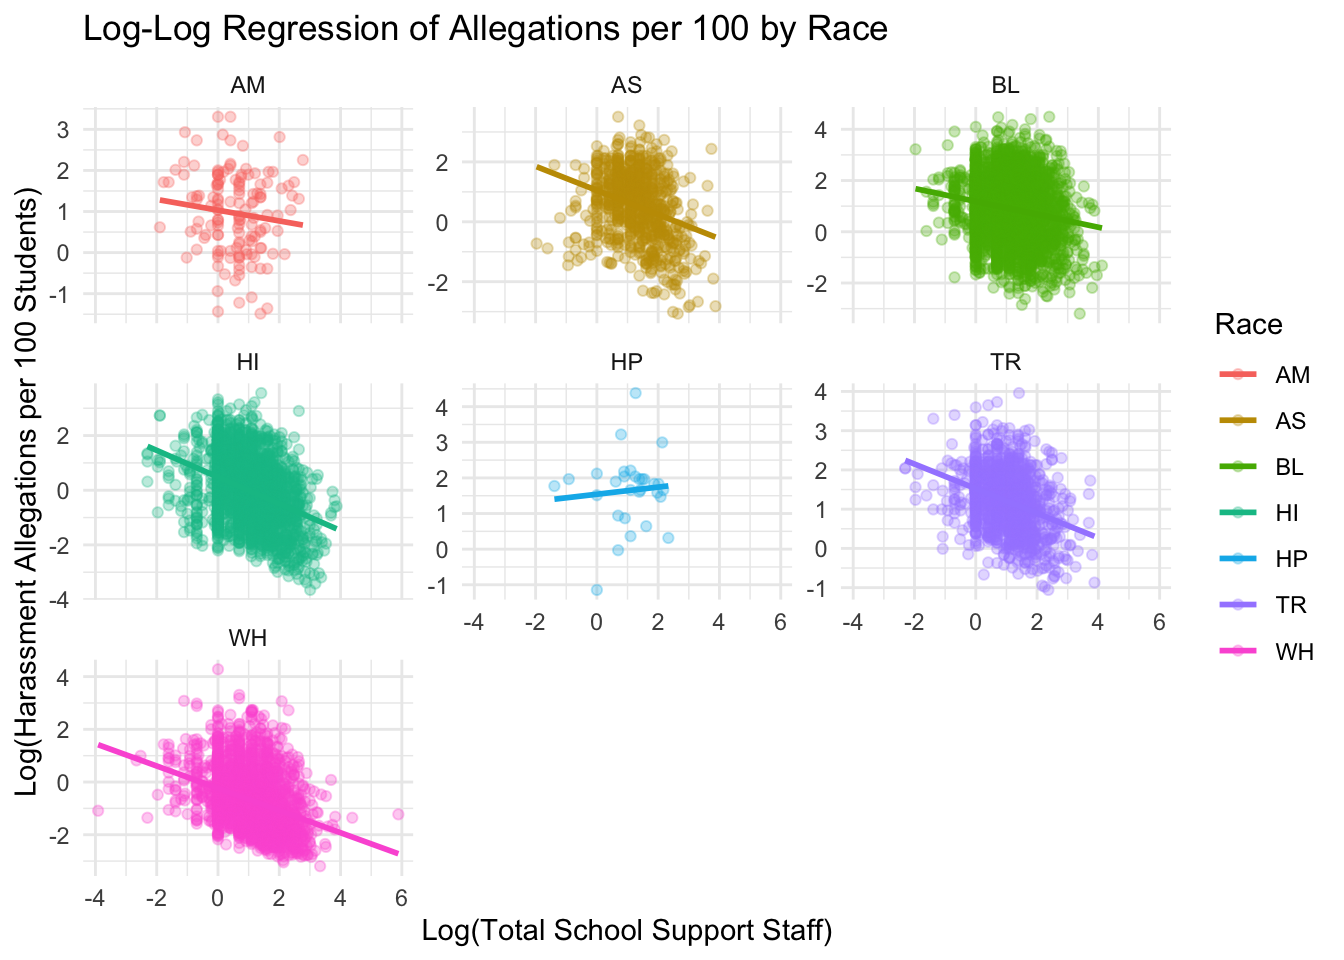 Log-Log Regression of Allegations per 100 by Race
AM
AS
BL
3
2
1
0
-1
2
0
-2
4
2
0
-2
HI
HP
TR
2
0
-2
-4
4
3
2
1
0
-1
4
3
2
1
0
-1
-4 -2 0 2 4 6
-4 -2 0 2 4 6
WH
4
2
0
-2
-4 -2 0 2 4 6
Log(Total School Support Staff)
Log(Harassment Allegations per 100 Students)
Race
AM
AS
BL
HI
HP
TR
WH